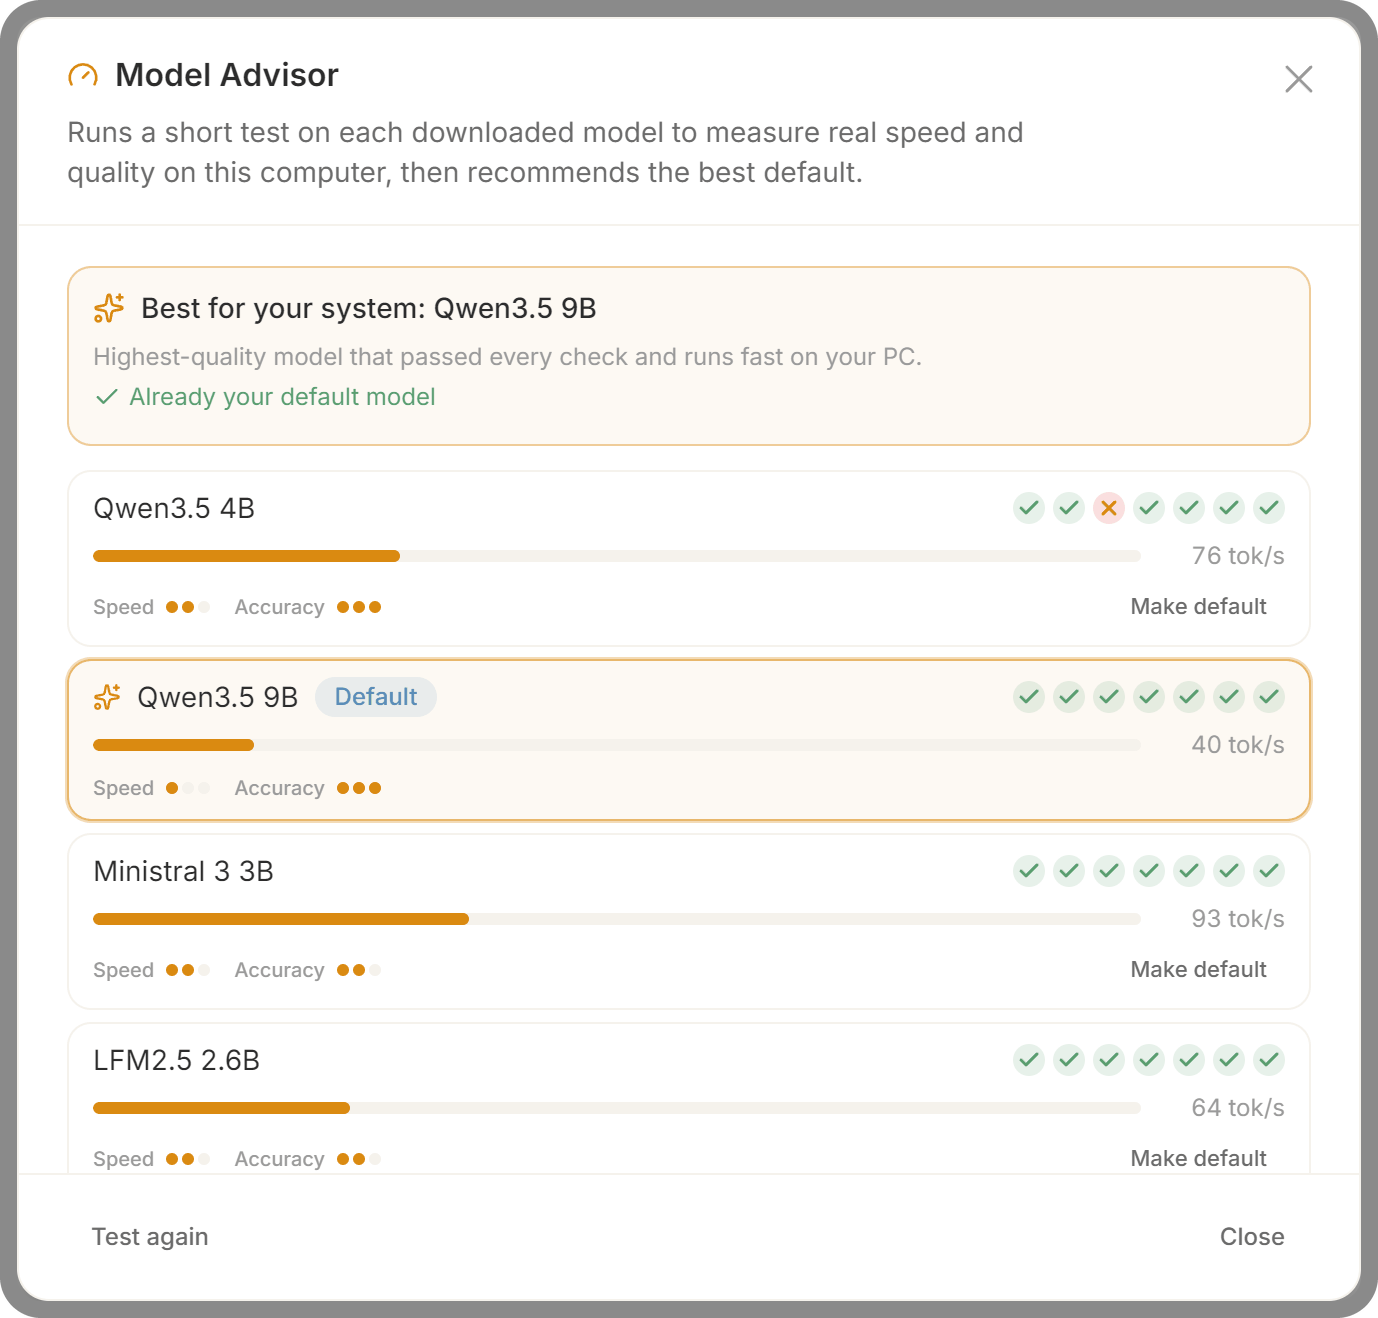 Model Advisor
Runs a short test on each downloaded model to measure real speed and
quality on this computer, then recommends the best default.
Best for your system: Qwen3.5 9B
Highest-quality model that passed every check and runs fast on your PC.
Already your default model
Qwen3.5 4B
76 tok/s
Speed Accuracy Make default
Qwen3.5 9B Default
40 tok/s
Speed Accuracy
Ministral 3 3B
93 tok/s
Speed Accuracy Make default
LFM2.5 2.6B
64 tok/s
Speed Accuracy Make default
Test again Close